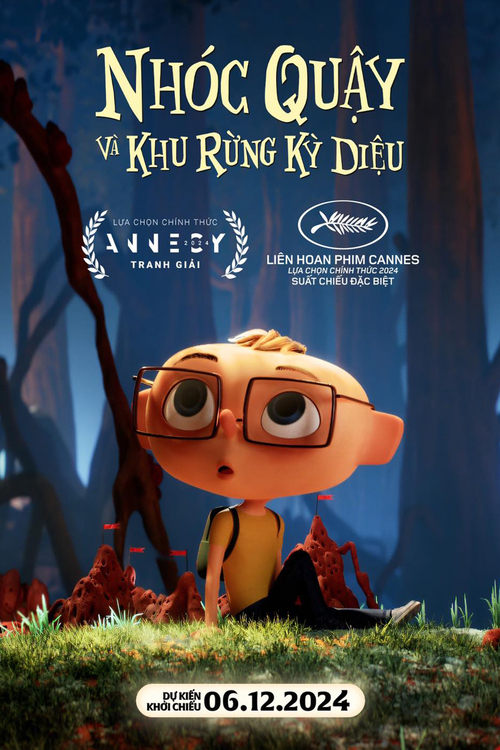 NHÓC QUẬY
VÀ KHU RỪNG KỲ DIỆU
LỰA CHỌN CHÍNH THỨC
ANNECY
2024
TRANH GIẢI
LIÊN HOAN PHIM CANNES
LỰA CHỌN CHÍNH THỨC 2024
SUẤT CHIẾU ĐẶC BIỆT
DỰ KIẾN
KHỞI CHIẾU 06.12.2024